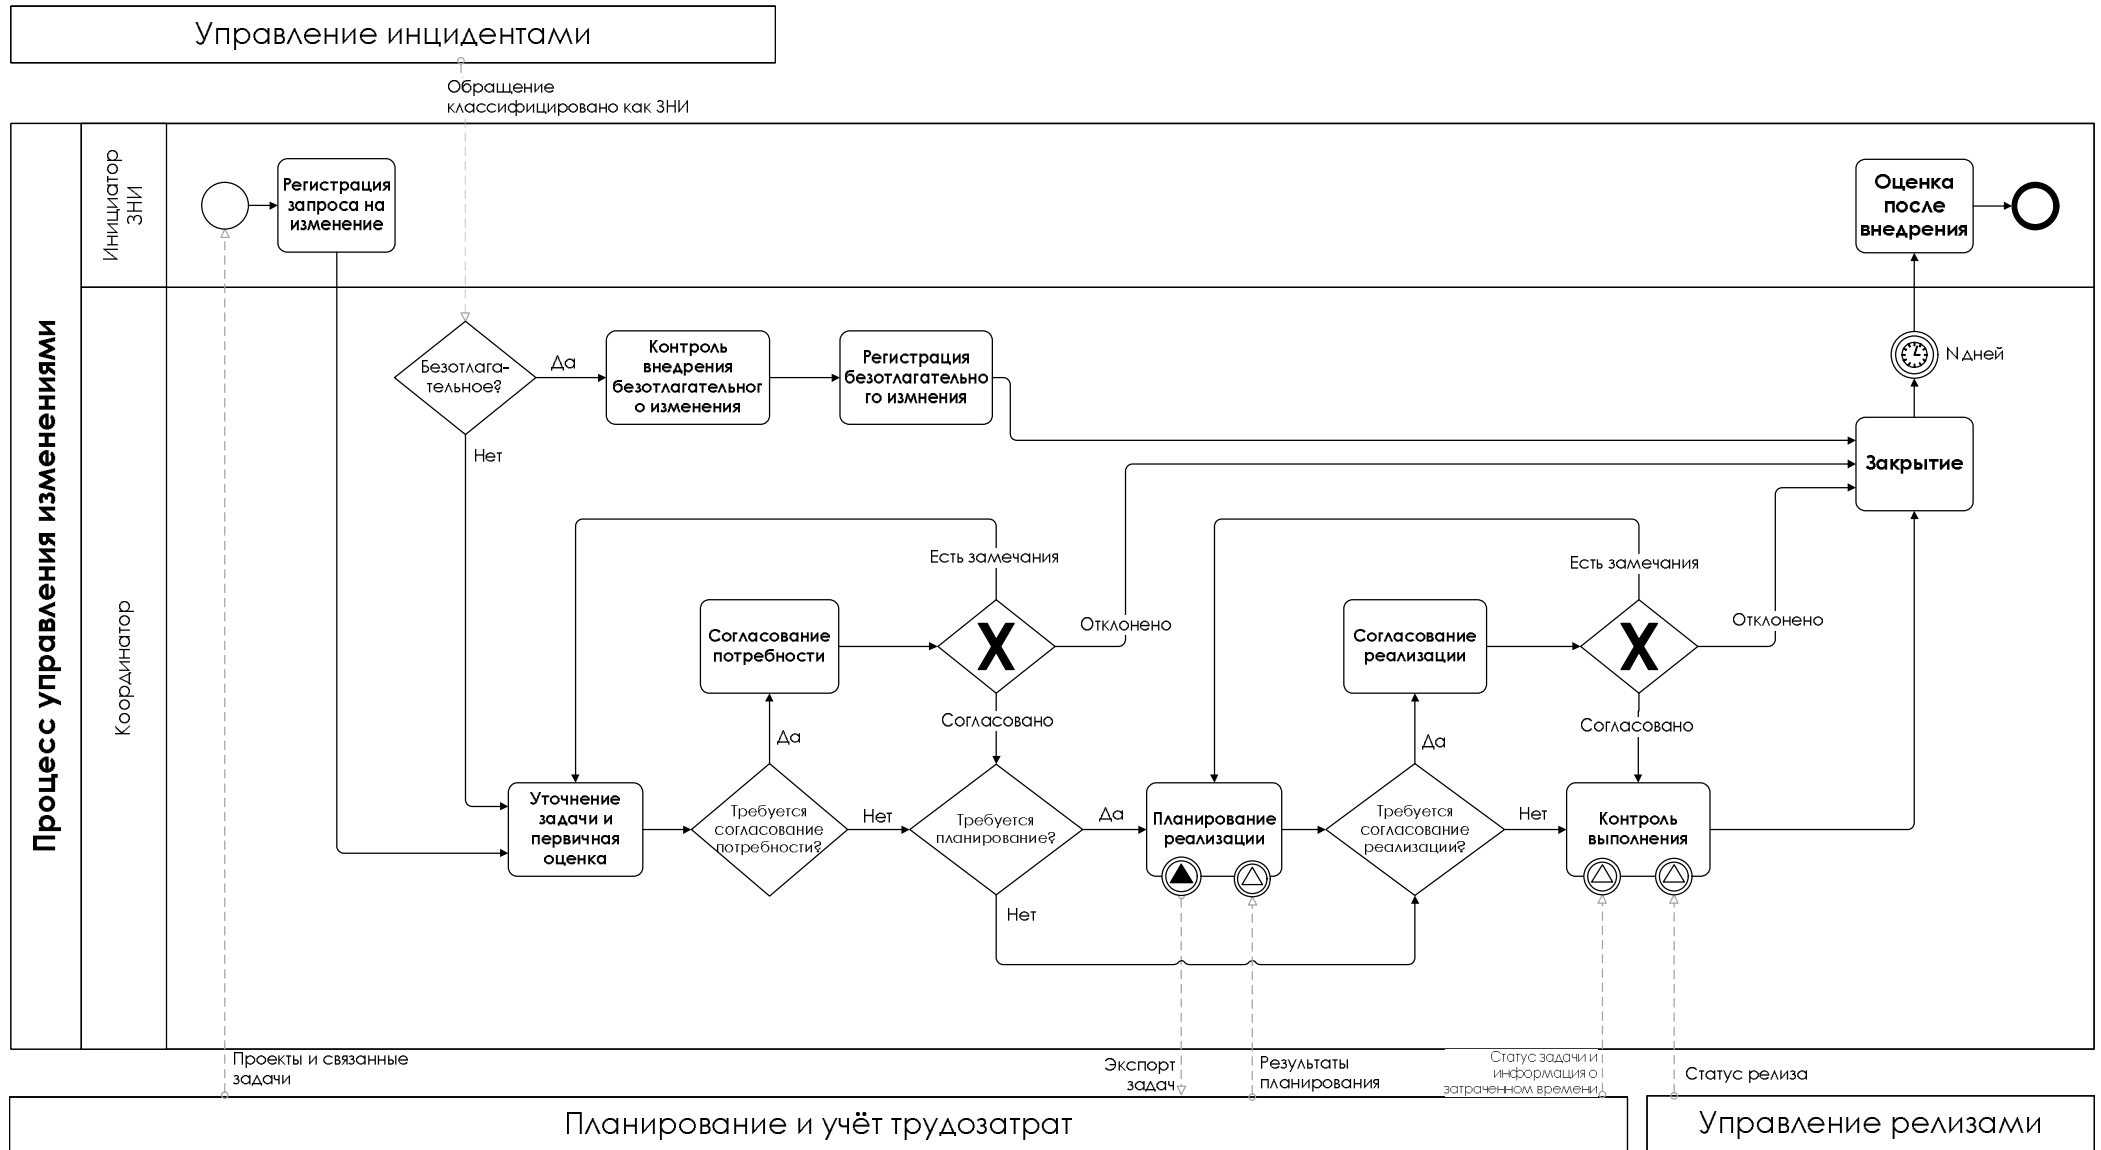 Управление инцидентами
Обращение
классифицировано как ЗНИ
Процесс управления изменениями
Инициатор
ЗНИ
Регистрация
запроса на
изменение
Оценка
после
внедрения
Координатор
Безотлага-
тельное?
Да
Контроль
внедрения
безотлагательног
о изменения
Регистрация
безотлагательно
го измнения
N дней
Нет
Закрытие
Есть замечания
Есть замечания
Согласование
потребности
X
Отклонено
Согласование
реализации
X
Отклонено
Согласовано
Согласовано
Да
Да
Уточнение
задачи и
первичная
оценка
Требуется
согласование
потребности?
Нет
Требуется
планирование?
Да
Планирование
реализации
Требуется
согласование
реализации?
Нет
Контроль
выполнения
Нет
Проекты и связанные
задачи
Экспорт
задач
Результаты
планирования
Статус задачи и
информация о
затраченном времени
Статус релиза
Планирование и учёт трудозатрат
Управление релизами